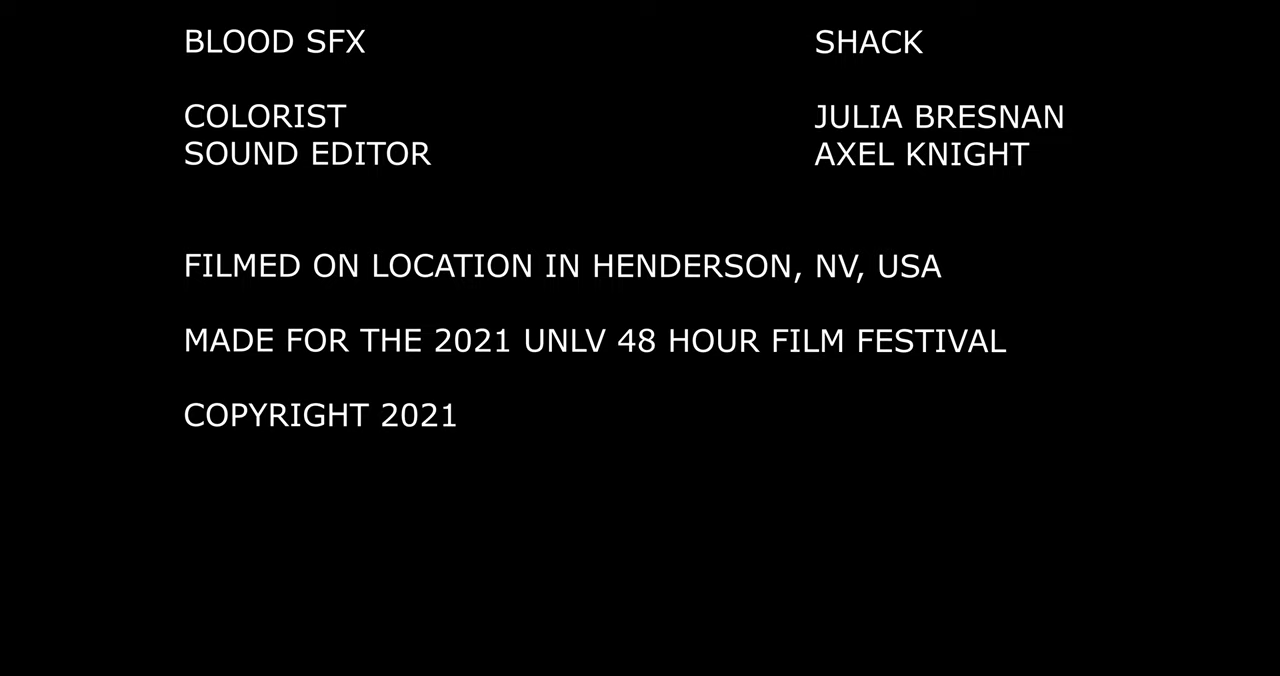 BLOOD SFX SHACK
COLORIST JULIA BRESNAN
SOUND EDITOR AXEL KNIGHT
FILMED ON LOCATION IN HENDERSON, NV, USA
MADE FOR THE 2021 UNLV 48 HOUR FILM FESTIVAL
COPYRIGHT 2021